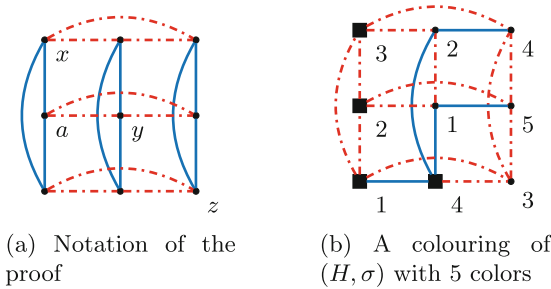 x
a
y
z
3
2
4
2
1
5
1
4
3
(a) Notation of the
proof
(b) A colouring of
(H, σ) with 5 colors